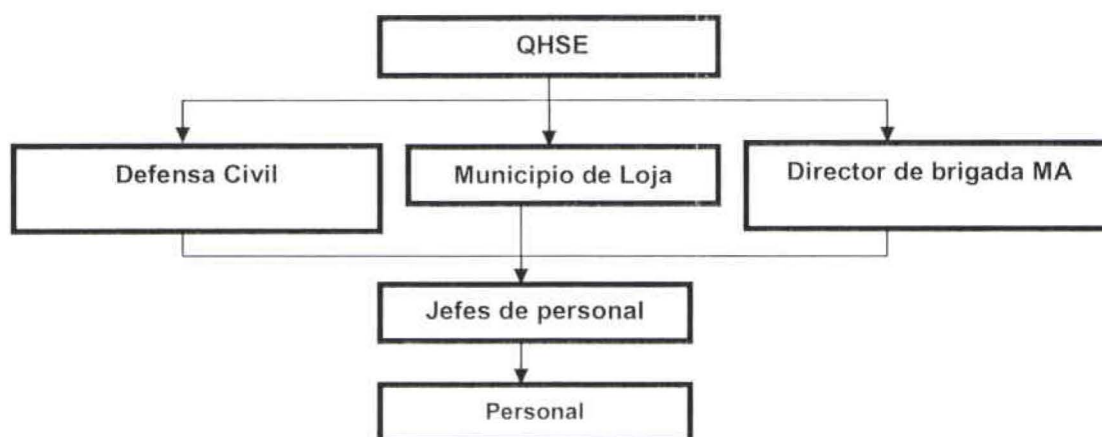 QHSE
Defensa Civil
Municipio de Loja
Director de brigada MA
Jefes de personal
Personal